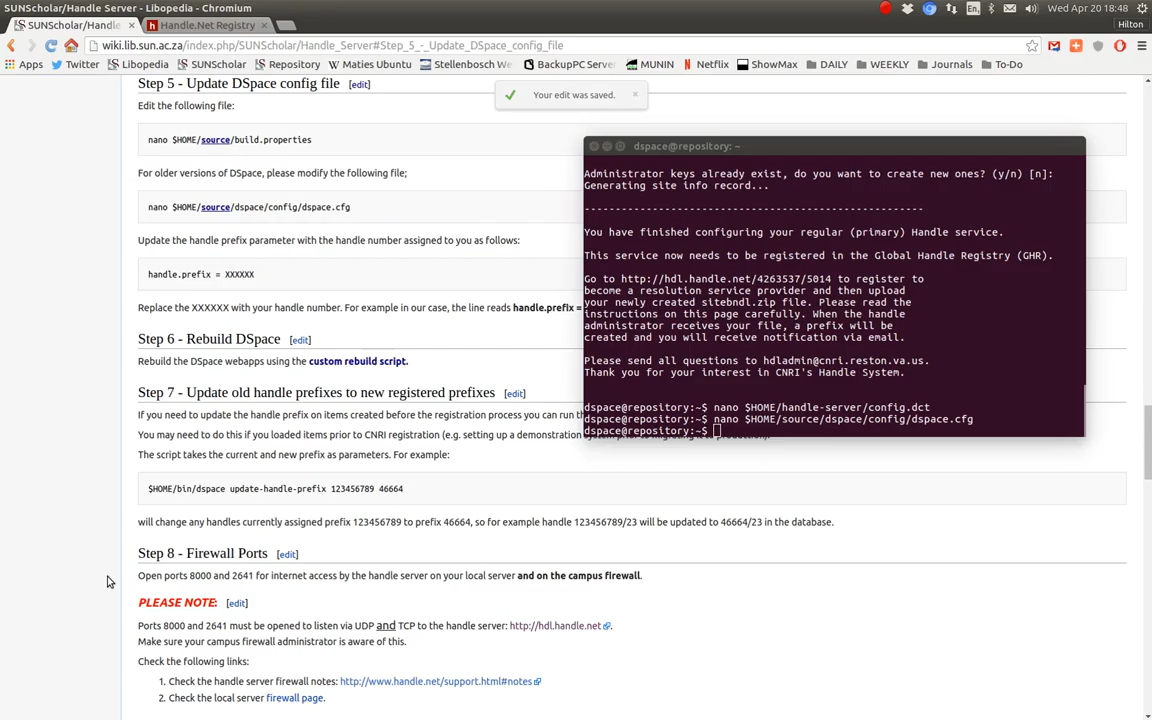 SUNScholar/Handle Server - Libopedia - Chromium
En
Wed Apr 20 18:48
SUNScholar/Handle
Handle.Net Registry
Hilton
wiki.lib.sun.ac.za/index.php/SUNScholar/Handle_Server#Step_5_-_Update_DSpace_config_file
Apps Twitter Libopedia SUNScholar Repository Maties Ubuntu Stellenbosch We BackupPC Serve MUNIN Netflix ShowMax DAILY WEEKLY Journals To-Do
Step 5 - Update DSpace config file [edit]
Your edit was saved.
Edit the following file:
nano $HOME/source/build.properties
For older versions of DSpace, please modify the following file;
nano $HOME/source/dspace/config/dspace.cfg
Update the handle prefix parameter with the handle number assigned to you as follows:
handle.prefix = XXXXXX
Replace the XXXXXX with your handle number. For example in our case, the line reads handle.prefix =
Step 6 - Rebuild DSpace [edit]
Rebuild the DSpace webapps using the custom rebuild script.
Step 7 - Update old handle prefixes to new registered prefixes [edit]
If you need to update the handle prefix on items created before the registration process you can run th
You may need to do this if you loaded items prior to CNRI registration (e.g. setting up a demonstration
The script takes the current and new prefix as parameters. For example:
$HOME/bin/dspace update-handle-prefix 123456789 46664
will change any handles currently assigned prefix 123456789 to prefix 46664, so for example handle 123456789/23 will be updated to 46664/23 in the database.
Step 8 - Firewall Ports [edit]
Open ports 8000 and 2641 for internet access by the handle server on your local server and on the campus firewall.
PLEASE NOTE: [edit]
Ports 8000 and 2641 must be opened to listen via UDP and TCP to the handle server: http://hdl.handle.net.
Make sure your campus firewall administrator is aware of this.
Check the following links:
1. Check the handle server firewall notes: http://www.handle.net/support.html#notes
2. Check the local server firewall page.
dspace@repository: ~
Administrator keys already exist, do you want to create new ones? (y/n) [n]:
Generating site info record...
-------------------------------------------------------
You have finished configuring your regular (primary) Handle service.
This service now needs to be registered in the Global Handle Registry (GHR).
Go to http://hdl.handle.net/4263537/5014 to register to
become a resolution service provider and then upload
your newly created sitebndl.zip file. Please read the
instructions on this page carefully. When the handle
administrator receives your file, a prefix will be
created and you will receive notification via email.
Please send all questions to hdladmin@cnri.reston.va.us.
Thank you for your interest in CNRI's Handle System.
dspace@repository:~$ nano $HOME/handle-server/config.dct
dspace@repository:~$ nano $HOME/source/dspace/config/dspace.cfg
dspace@repository:~$